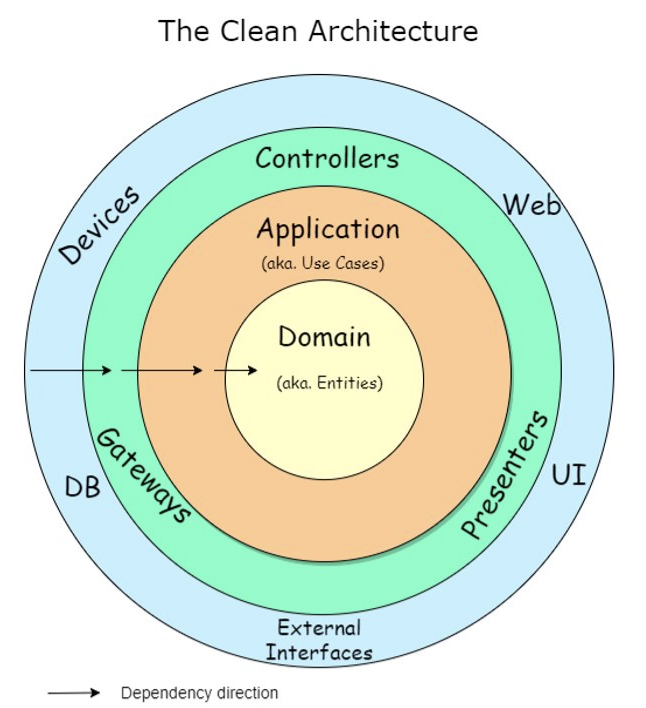 The Clean Architecture
Controllers
Devices
Web
Application
(aka. Use Cases)
Domain
(aka. Entities)
Gateways
DB
Presenters
UI
External
Interfaces
Dependency direction